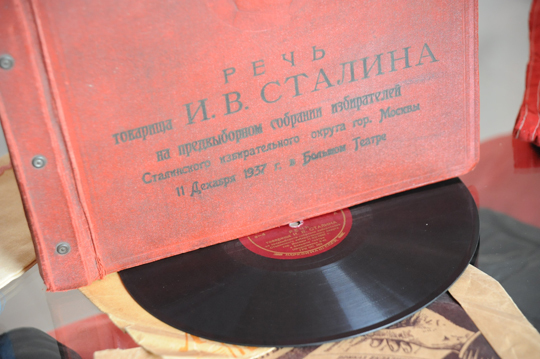 РЕЧЬ
товарища И. В. СТАЛИНА
на предвыборном собрании избирателей
Сталинского избирательного округа гор. Москвы
11 Декабря 1937 г. в Большом Театре